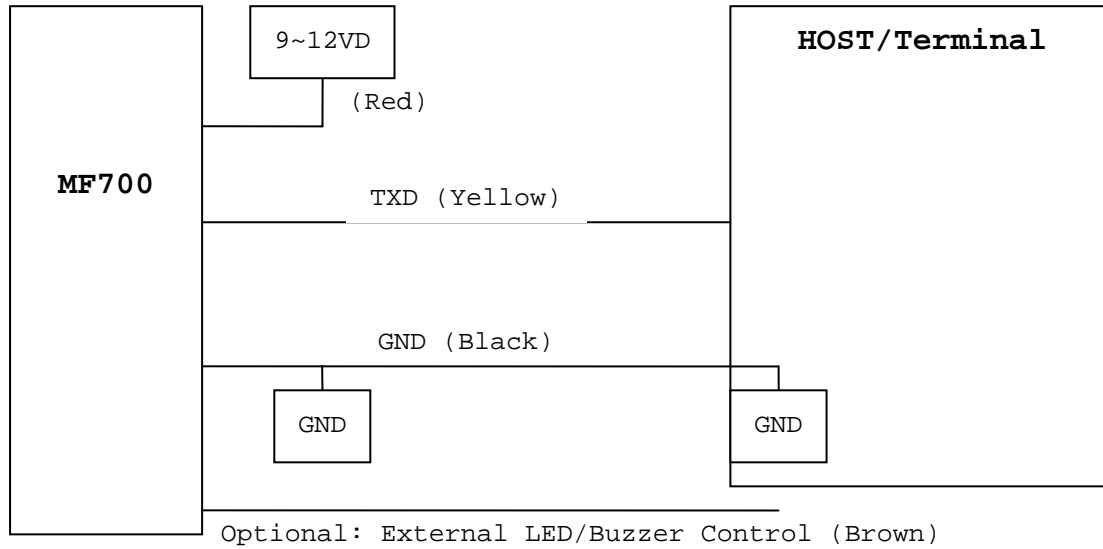 9~12VD
HOST/Terminal
(Red)
MF700
TXD (Yellow)
GND (Black)
GND
GND
Optional: External LED/Buzzer Control (Brown)